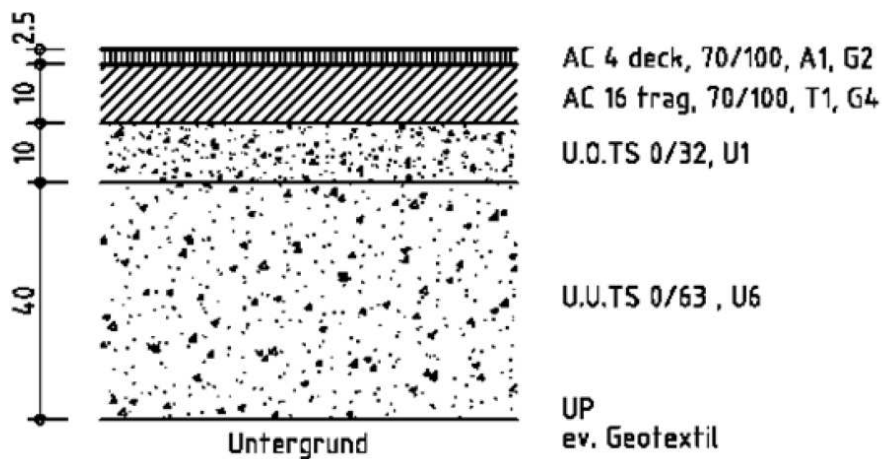 2.5
AC 4 deck, 70/100, A1, G2
10
AC 16 trag, 70/100, T1, G4
10
U.O.TS 0/32, U1
40
U.U.TS 0/63 , U6
UP
Untergrund
ev. Geotextil